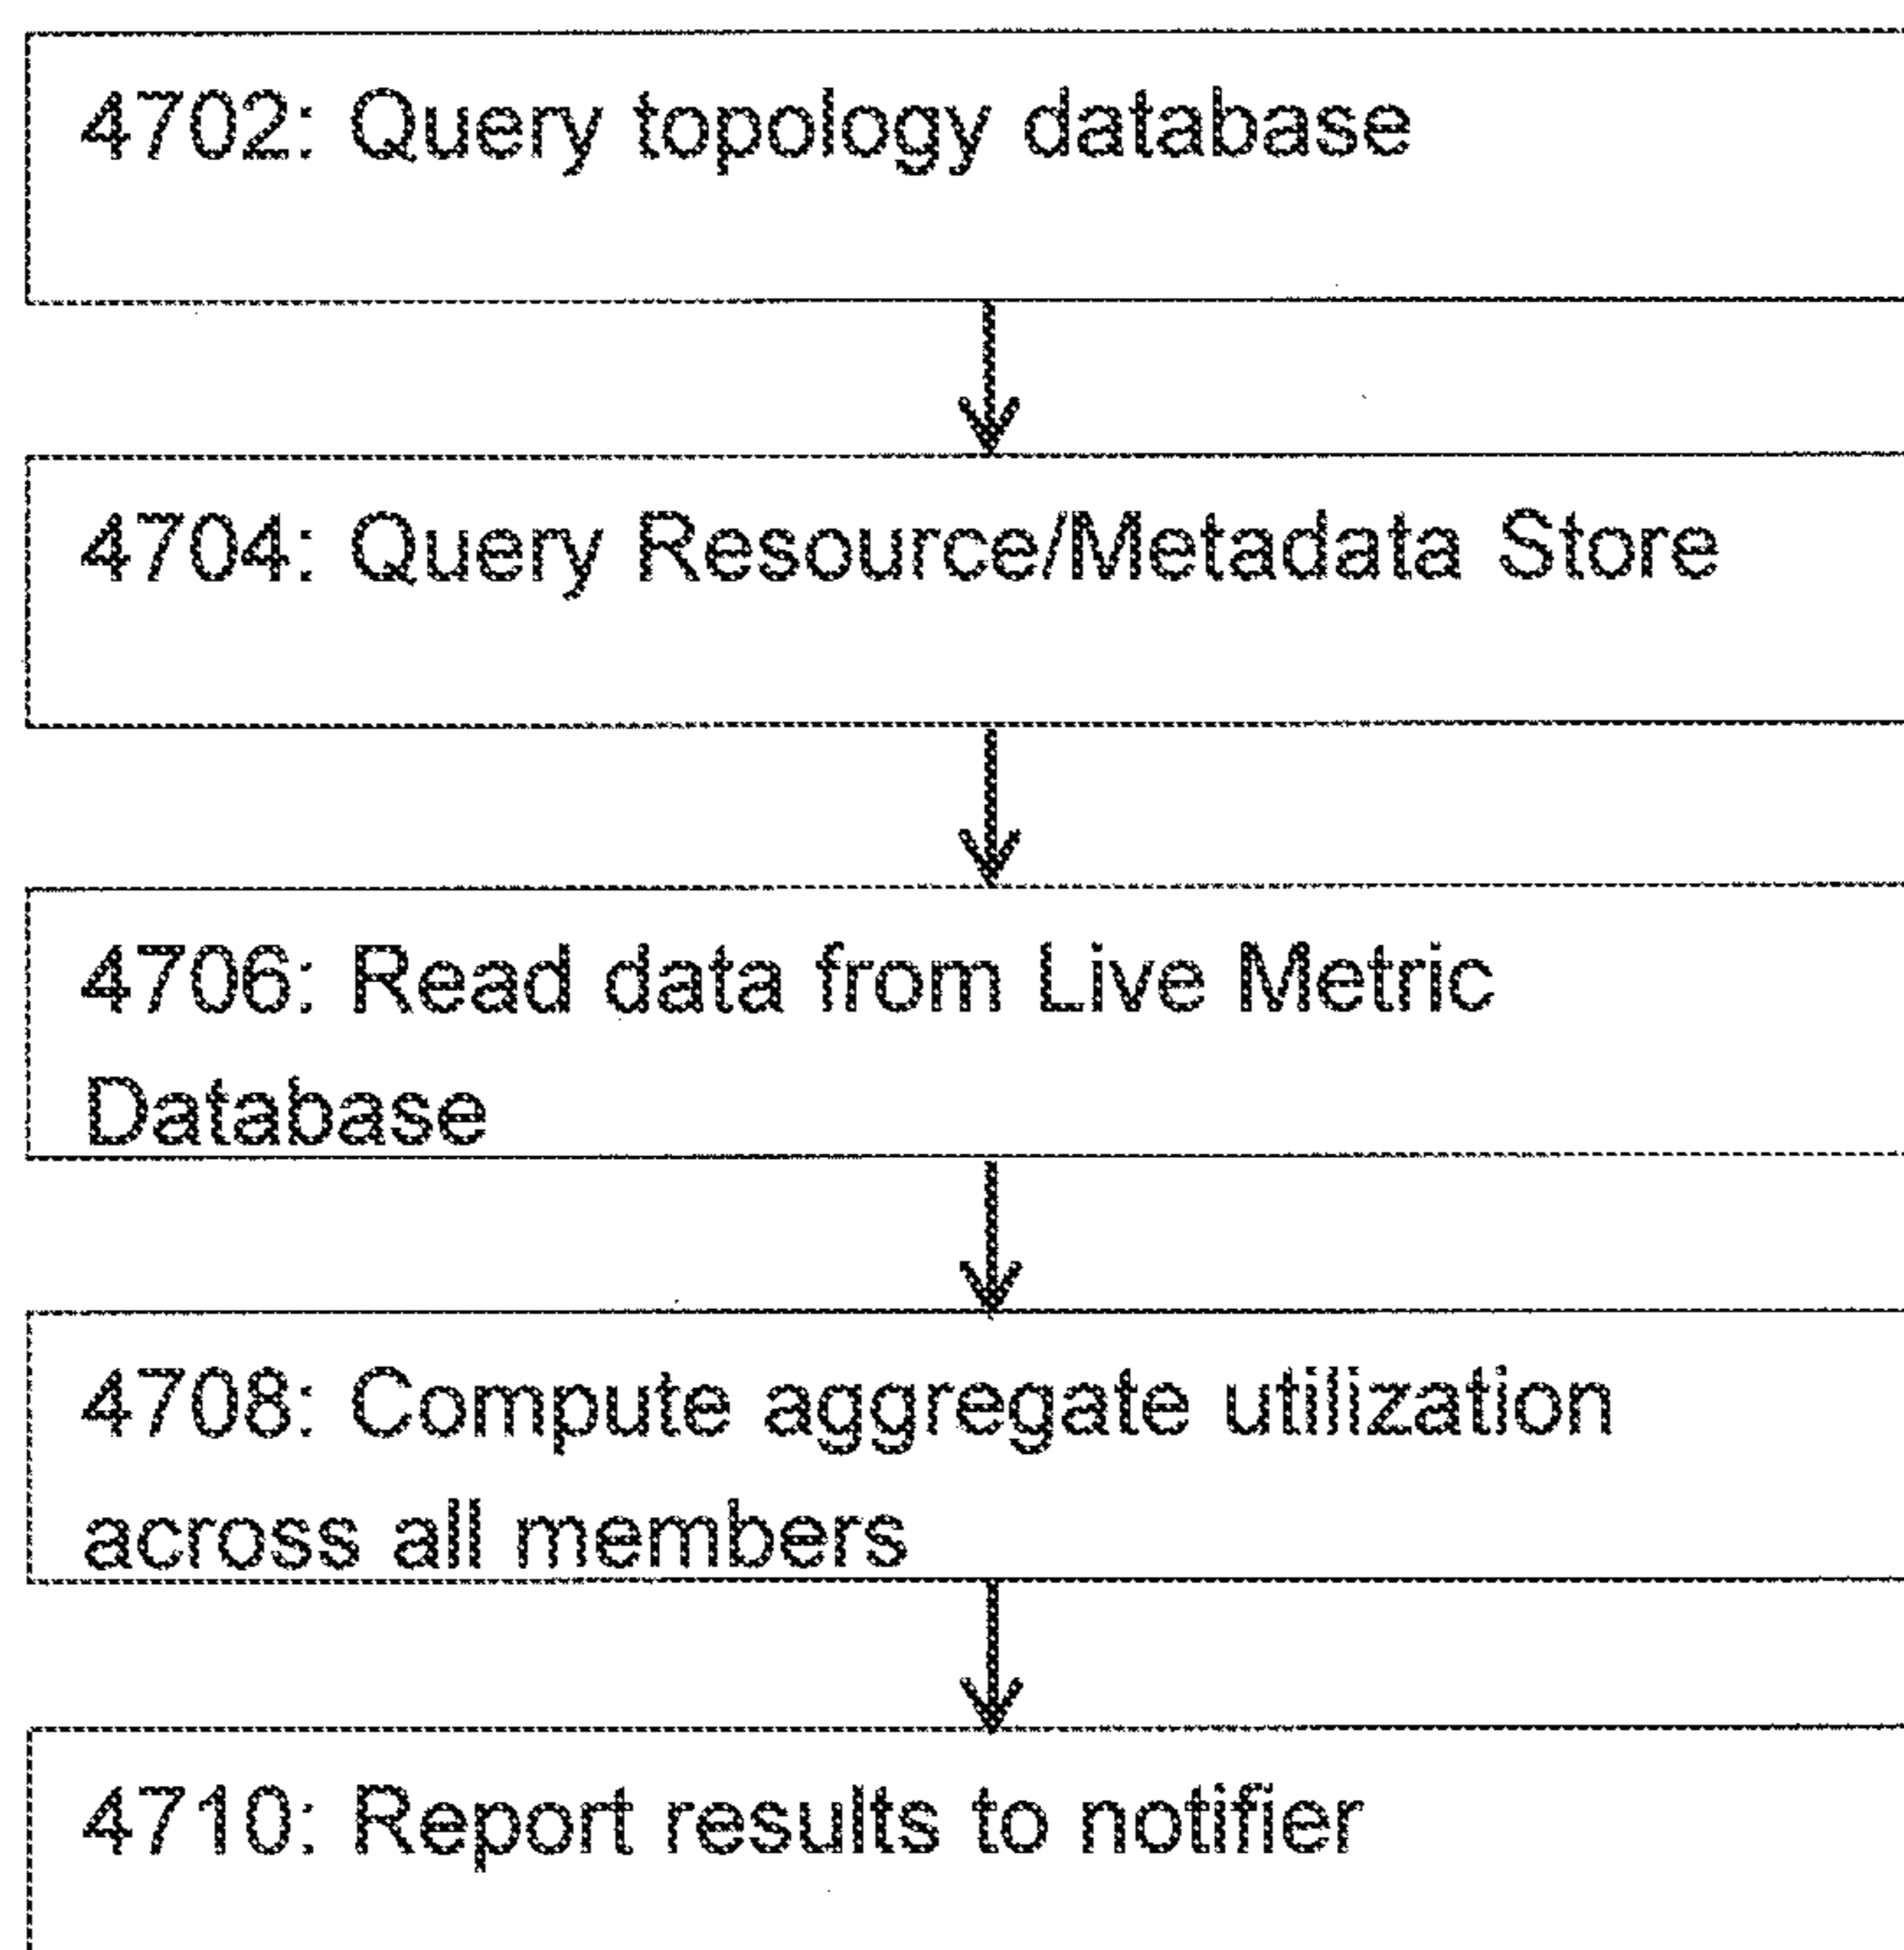 4702: Query topology database
4704: Query Resource/Metadata Store
4706: Read data from Live Metric
Database
4708: Compute aggregate utilization
across all members
4710: Report results to notifier